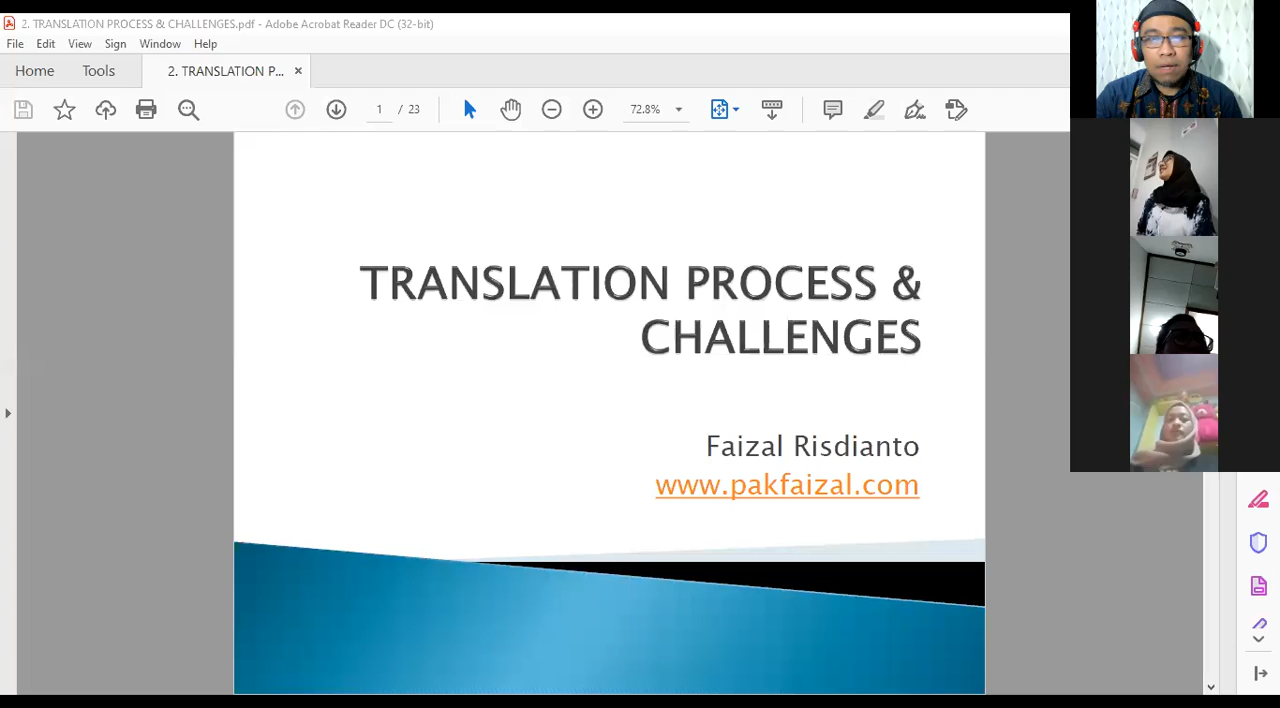 2. TRANSLATION PROCESS & CHALLENGES.pdf - Adobe Acrobat Reader DC (32-bit)
File Edit View Sign Window Help
Home Tools 2. TRANSLATION P... ×
1 / 23 72.8%
TRANSLATION PROCESS &
CHALLENGES
Faizal Risdianto
www.pakfaizal.com